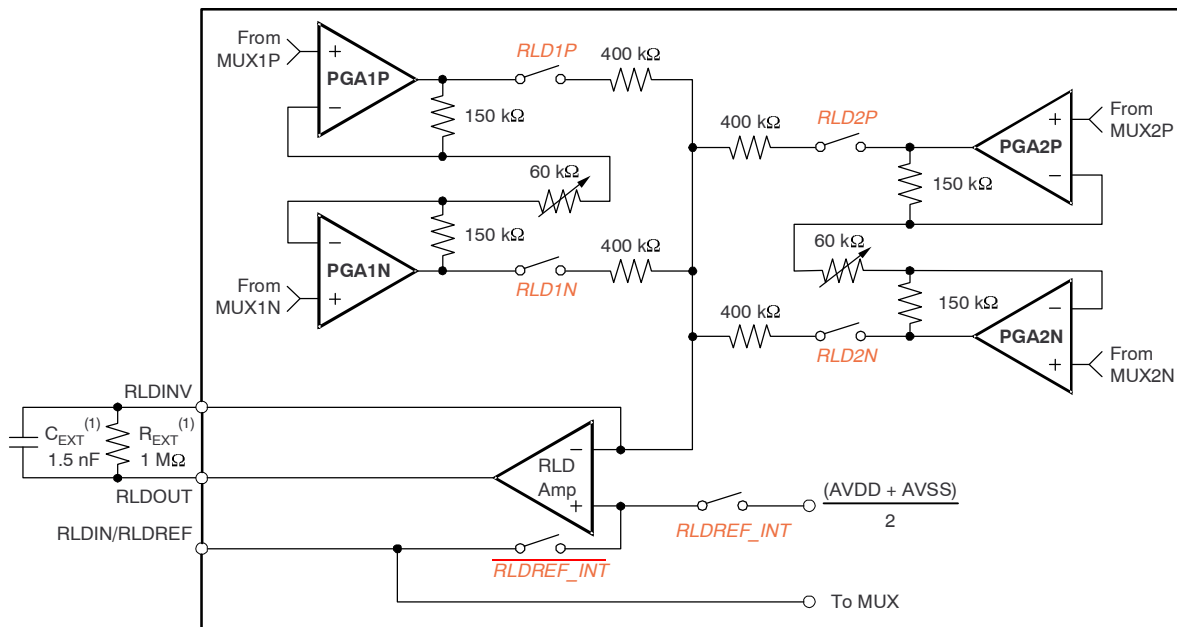 From
MUX1P
+
PGA1P
−
RLD1P
400 kΩ
150 kΩ
60 kΩ
−
PGA1N
+
150 kΩ
From
MUX1N
RLD1N
400 kΩ
400 kΩ
RLD2P
From
MUX2P
+
PGA2P
−
150 kΩ
60 kΩ
400 kΩ
RLD2N
150 kΩ
−
PGA2N
+
From
MUX2N
RLDINV
C_EXT (1)
1.5 nF
R_EXT (1)
1 MΩ
RLDOUT
−
RLD
Amp
+
RLDREF_INT
(AVDD + AVSS)
2
RLDIN/RLDREF
RLDREF_INT
To MUX